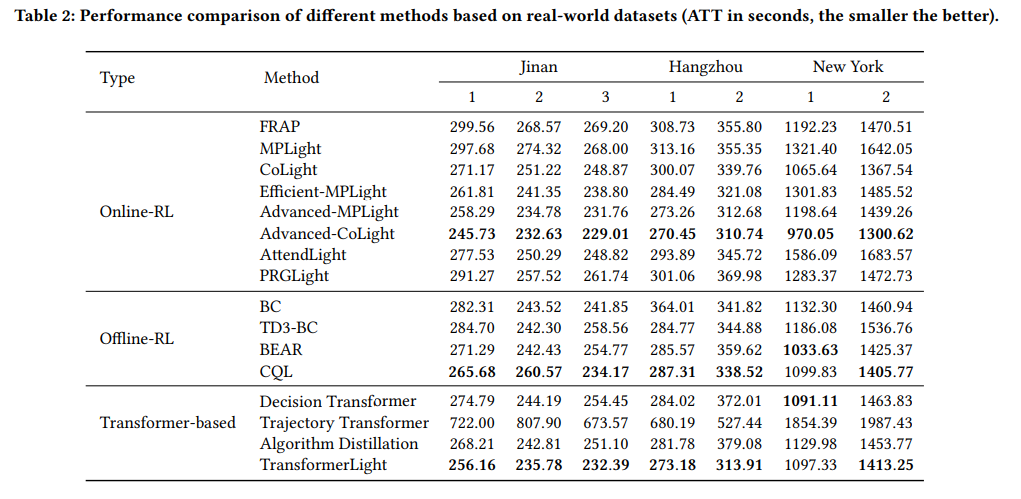 Table 2: Performance comparison of different methods based on real-world datasets (ATT in seconds, the smaller the better).
Type Method Jinan Hangzhou New York
1 2 3 1 2 1 2
FRAP 299.56 268.57 269.20 308.73 355.80 1192.23 1470.51
MPLight 297.68 274.32 268.00 313.16 355.35 1321.40 1642.05
CoLight 271.17 251.22 248.87 300.07 339.76 1065.64 1367.54
Efficient-MPLight 261.81 241.35 238.80 284.49 321.08 1301.83 1485.52
Online-RL Advanced-MPLight 258.29 234.78 231.76 273.26 312.68 1198.64 1439.26
Advanced-CoLight 245.73 232.63 229.01 270.45 310.74 970.05 1300.62
AttendLight 277.53 250.29 248.82 293.89 345.72 1586.09 1683.57
PRGLight 291.27 257.52 261.74 301.06 369.98 1283.37 1472.73
BC 282.31 243.52 241.85 364.01 341.82 1132.30 1460.94
TD3-BC 284.70 242.30 258.56 284.77 344.88 1186.08 1536.76
Offline-RL BEAR 271.29 242.43 254.77 285.57 359.62 1033.63 1425.37
CQL 265.68 260.57 234.17 287.31 338.52 1099.83 1405.77
Decision Transformer 274.79 244.19 254.45 284.02 372.01 1091.11 1463.83
Transformer-based Trajectory Transformer 722.00 807.90 673.57 680.19 527.44 1854.39 1987.43
Algorithm Distillation 268.21 242.81 251.10 281.78 379.08 1129.98 1453.77
TransformerLight 256.16 235.78 232.39 273.18 313.91 1097.33 1413.25